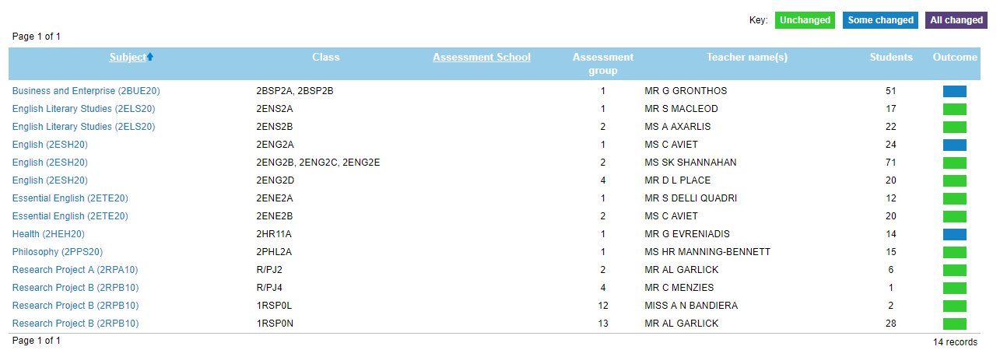 Key: Unchanged Some changed All changed
Page 1 of 1
Subject Class Assessment School Assessment group Teacher name(s) Students Outcome
Business and Enterprise (2BUE20) 2BSP2A, 2BSP2B 1 MR G GRONTHOS 51
English Literary Studies (2ELS20) 2ENS2A 1 MR S MACLEOD 17
English Literary Studies (2ELS20) 2ENS2B 2 MS A AXARLIS 22
English (2ESH20) 2ENG2A 1 MS C AVIET 24
English (2ESH20) 2ENG2B, 2ENG2C, 2ENG2E 2 MS SK SHANNAHAN 71
English (2ESH20) 2ENG2D 4 MR D L PLACE 20
Essential English (2ETE20) 2ENE2A 1 MR S DELLI QUADRI 12
Essential English (2ETE20) 2ENE2B 2 MS C AVIET 20
Health (2HEH20) 2HR11A 1 MR G EVRENIADIS 14
Philosophy (2PPS20) 2PHL2A 1 MS HR MANNING-BENNETT 15
Research Project A (2RPA10) R/PJ2 2 MR AL GARLICK 6
Research Project B (2RPB10) R/PJ4 4 MR C MENZIES 1
Research Project B (2RPB10) 1RSP0L 12 MISS A N BANDIERA 2
Research Project B (2RPB10) 1RSP0N 13 MR AL GARLICK 28
Page 1 of 1 14 records